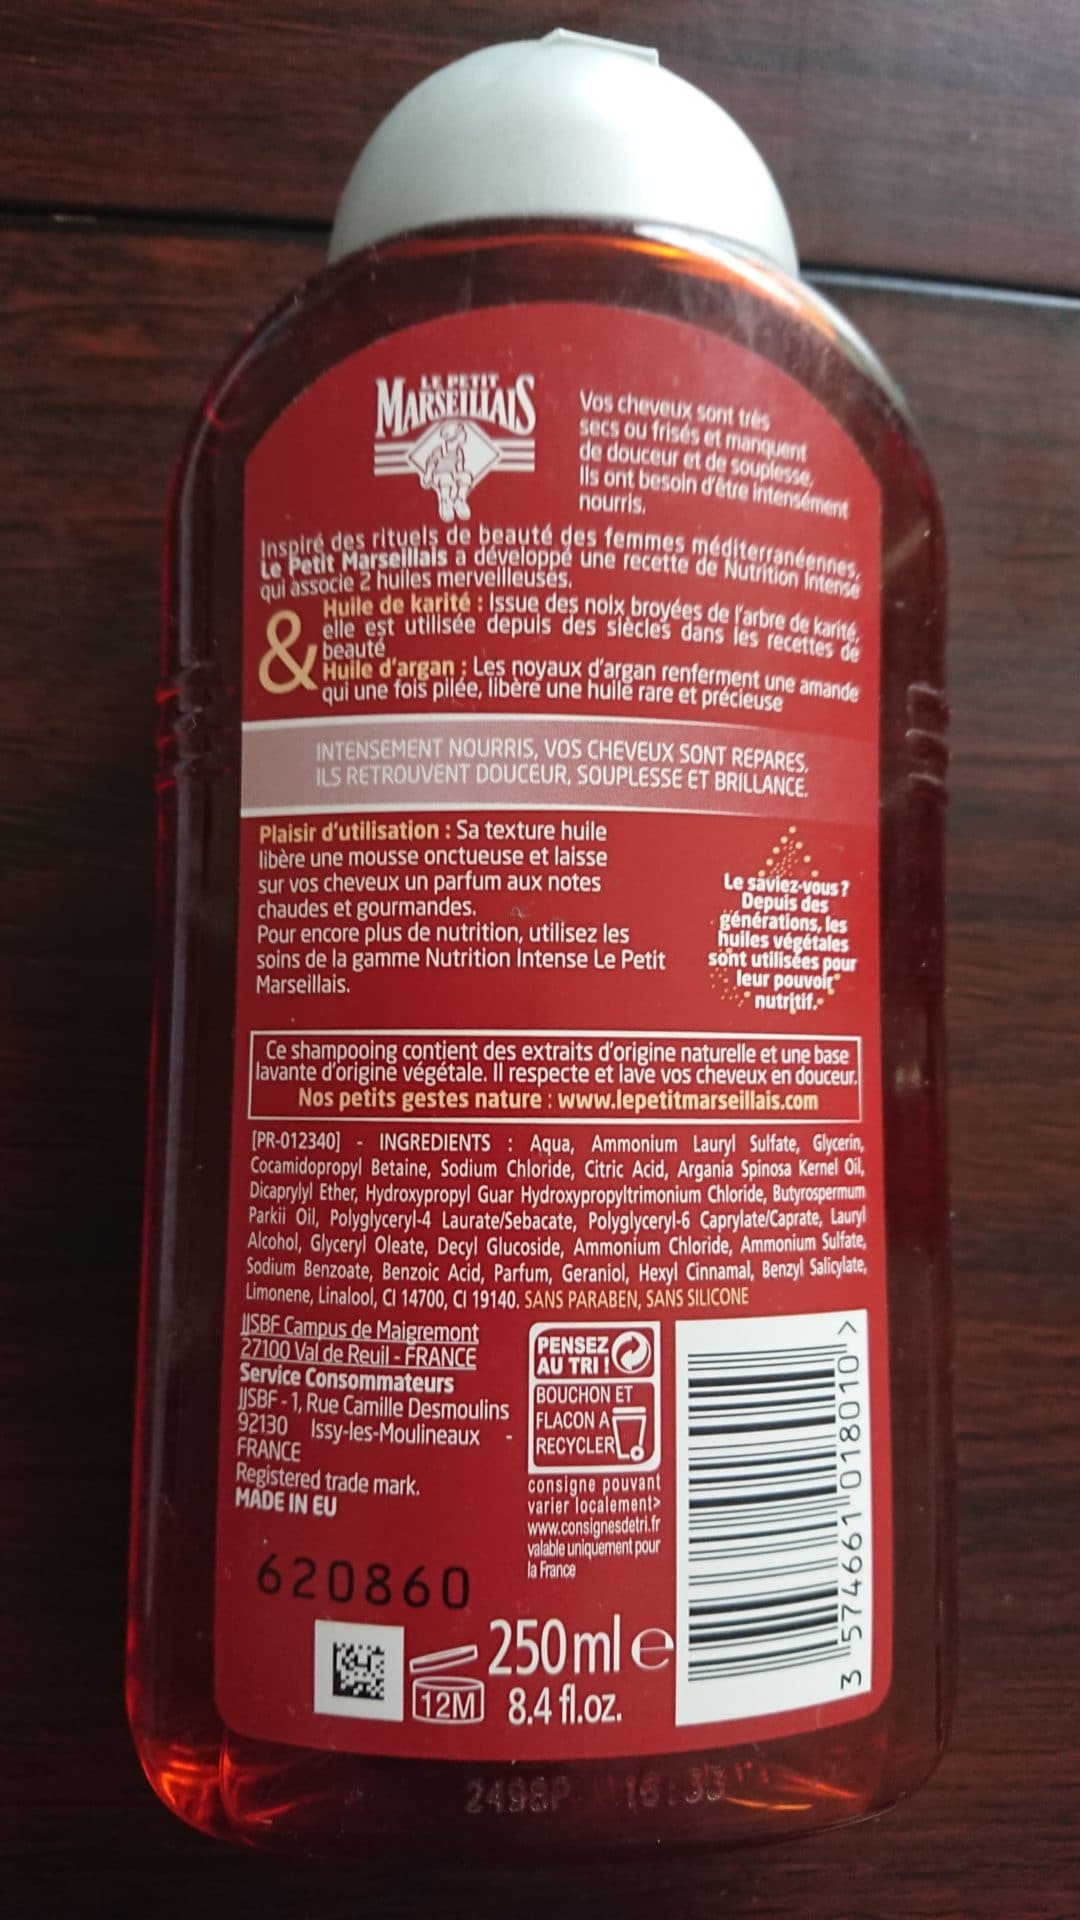 LE PETIT
MARSEILLAIS
Vos cheveux sont très
secs ou frisés et manquent
de douceur et de souplesse.
Ils ont besoin d'être intensément
nourris.
Inspiré des rituels de beauté des femmes méditerranéennes,
Le Petit Marseillais a développé une recette de Nutrition Intense
qui associe 2 huiles merveilleuses.
Huile de karité : Issue des noix broyées de l'arbre de karité,
elle est utilisée depuis des siècles dans les recettes de
beauté
&
Huile d'argan : Les noyaux d'argan renferment une amande
qui une fois pilée, libère une huile rare et précieuse
INTENSEMENT NOURRIS, VOS CHEVEUX SONT REPARES,
ILS RETROUVENT DOUCEUR, SOUPLESSE ET BRILLANCE.
Plaisir d'utilisation : Sa texture huile
libère une mousse onctueuse et laisse
sur vos cheveux un parfum aux notes
chaudes et gourmandes.
Pour encore plus de nutrition, utilisez les
soins de la gamme Nutrition Intense Le Petit
Marseillais.
Le saviez-vous ?
Depuis des
générations, les
huiles végétales
sont utilisées pour
leur pouvoir
nutritif.
Ce shampooing contient des extraits d'origine naturelle et une base
lavante d'origine végétale. Il respecte et lave vos cheveux en douceur.
Nos petits gestes nature : www.lepetitmarseillais.com
[PR-012340] - INGREDIENTS : Aqua, Ammonium Lauryl Sulfate, Glycerin,
Cocamidopropyl Betaine, Sodium Chloride, Citric Acid, Argania Spinosa Kernel Oil,
Dicaprylyl Ether, Hydroxypropyl Guar Hydroxypropyltrimonium Chloride, Butyrospermum
Parkii Oil, Polyglyceryl-4 Laurate/Sebacate, Polyglyceryl-6 Caprylate/Caprate, Lauryl
Alcohol, Glyceryl Oleate, Decyl Glucoside, Ammonium Chloride, Ammonium Sulfate,
Sodium Benzoate, Benzoic Acid, Parfum, Geraniol, Hexyl Cinnamal, Benzyl Salicylate,
Limonene, Linalool, CI 14700, CI 19140. SANS PARABEN, SANS SILICONE
JJSBF Campus de Maigremont
27100 Val de Reuil - FRANCE
Service Consommateurs
JJSBF - 1, Rue Camille Desmoulins
92130 Issy-les-Moulineaux -
FRANCE
Registered trade mark.
MADE IN EU
PENSEZ
AU TRI !
BOUCHON ET
FLACON A
RECYCLER
consigne pouvant
varier localement>
www.consignesdetri.fr
valable uniquement pour
la France
3 574661 018010 >
620860
250 ml e
12M 8.4 fl.oz.
2498P 16:33